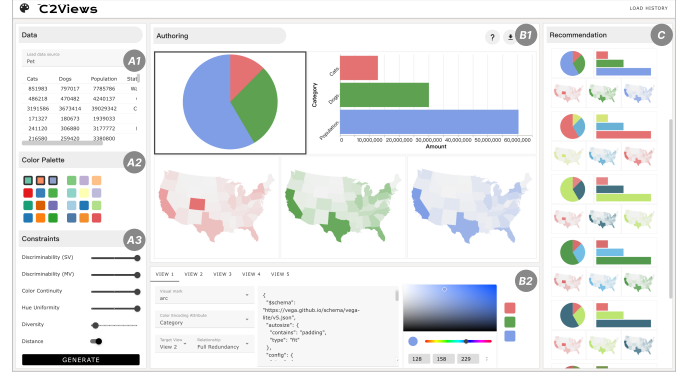 C2Views
LOAD HISTORY
Data
A1
Load data source
Pet
Cats Dogs Population
851983 797017 7785786
486218 470482 4240137
3191586 3673414 39029342
171327 180673 1939033
241120 306880 3177772
216580 259420 3380800
Color Palette
A2
Constraints
A3
Discriminability (SV)
Discriminability (MV)
Color Continuity
Hue Uniformity
Diversity
Distance
GENERATE
Authoring
?
B1
Category
Cats
Dogs
Population
0 10,000,000 20,000,000 30,000,000 40,000,000 50,000,000 60,000,000
Amount
VIEW 1 VIEW 2 VIEW 3 VIEW 4 VIEW 5
B2
Visual mark
arc
Color Encoding Attribute
Category
Target View
View 2
Relationship
Full Redundancy
{
"$schema":
"https://vega.github.io/schema/vega-
lite/v5.json",
"autosize": {
"contains": "padding",
"type": "fit"
},
"config": {
128 158 229
Recommendation
C